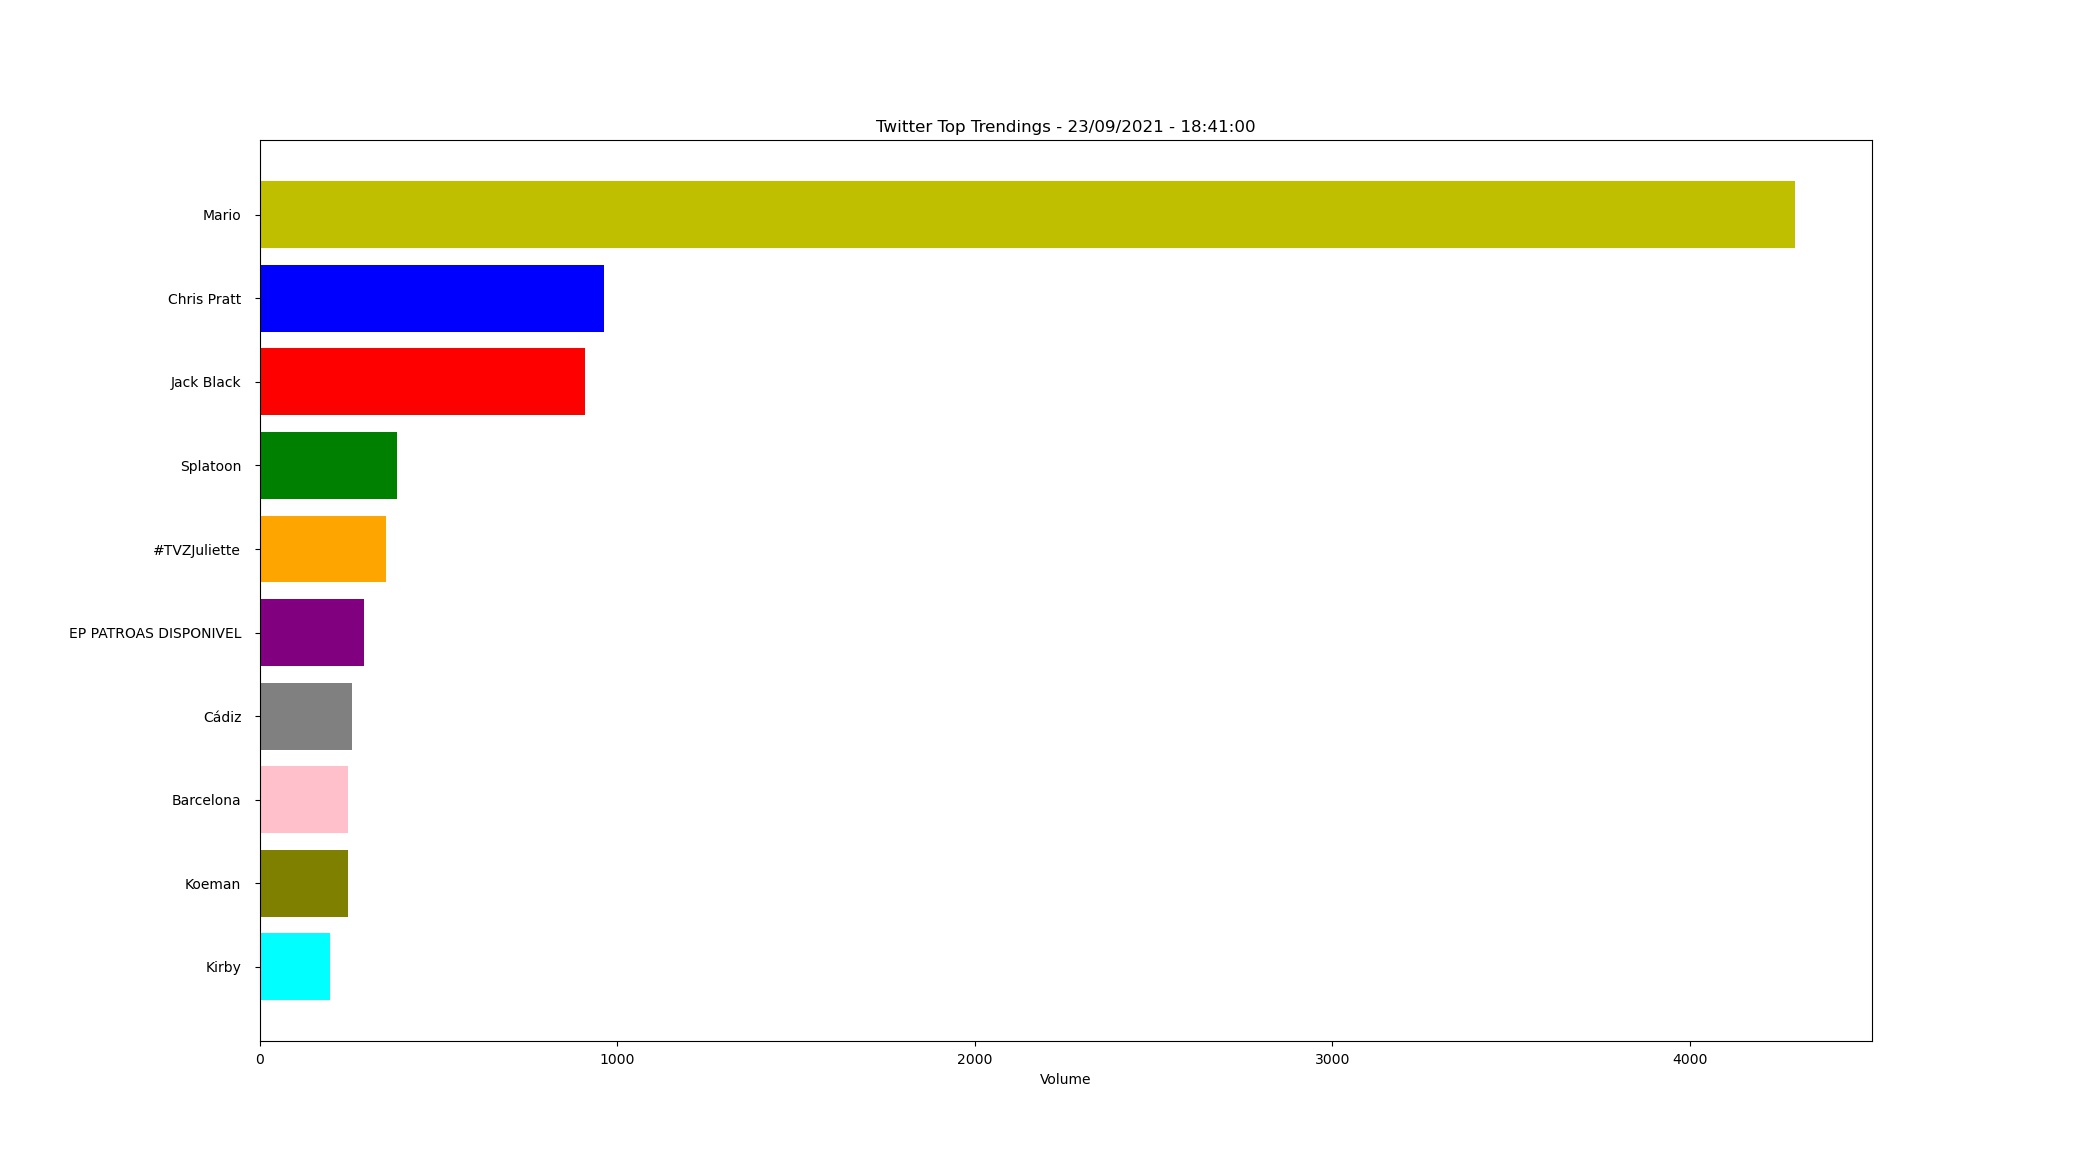 Twitter Top Trendings - 23/09/2021 - 18:41:00
Mario
Chris Pratt
Jack Black
Splatoon
#TVZJuliette
EP PATROAS DISPONIVEL
Cádiz
Barcelona
Koeman
Kirby
0 1000 2000 3000 4000
Volume